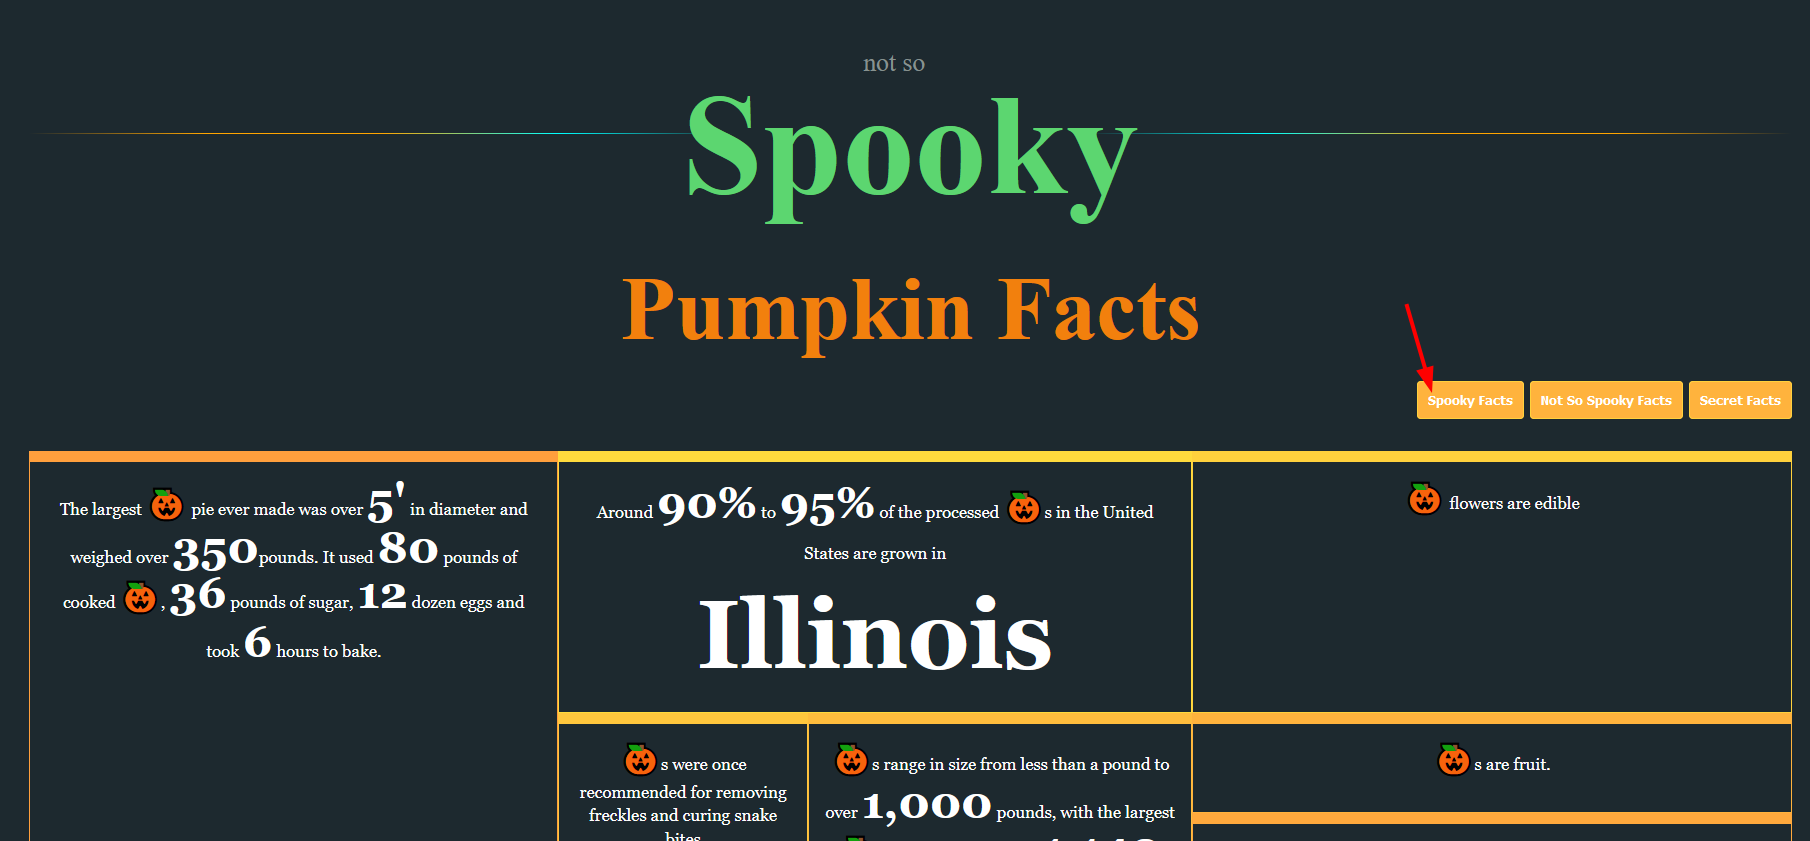 not so
Spooky
Pumpkin Facts
Spooky Facts
Not So Spooky Facts
Secret Facts
The largest pie ever made was over 5' in diameter and
weighed over 350 pounds. It used 80 pounds of
cooked , 36 pounds of sugar, 12 dozen eggs and
took 6 hours to bake.
Around 90% to 95% of the processed s in the United
States are grown in
Illinois
flowers are edible
s were once
recommended for removing
freckles and curing snake
bites
s range in size from less than a pound to
over 1,000 pounds, with the largest
s are fruit.